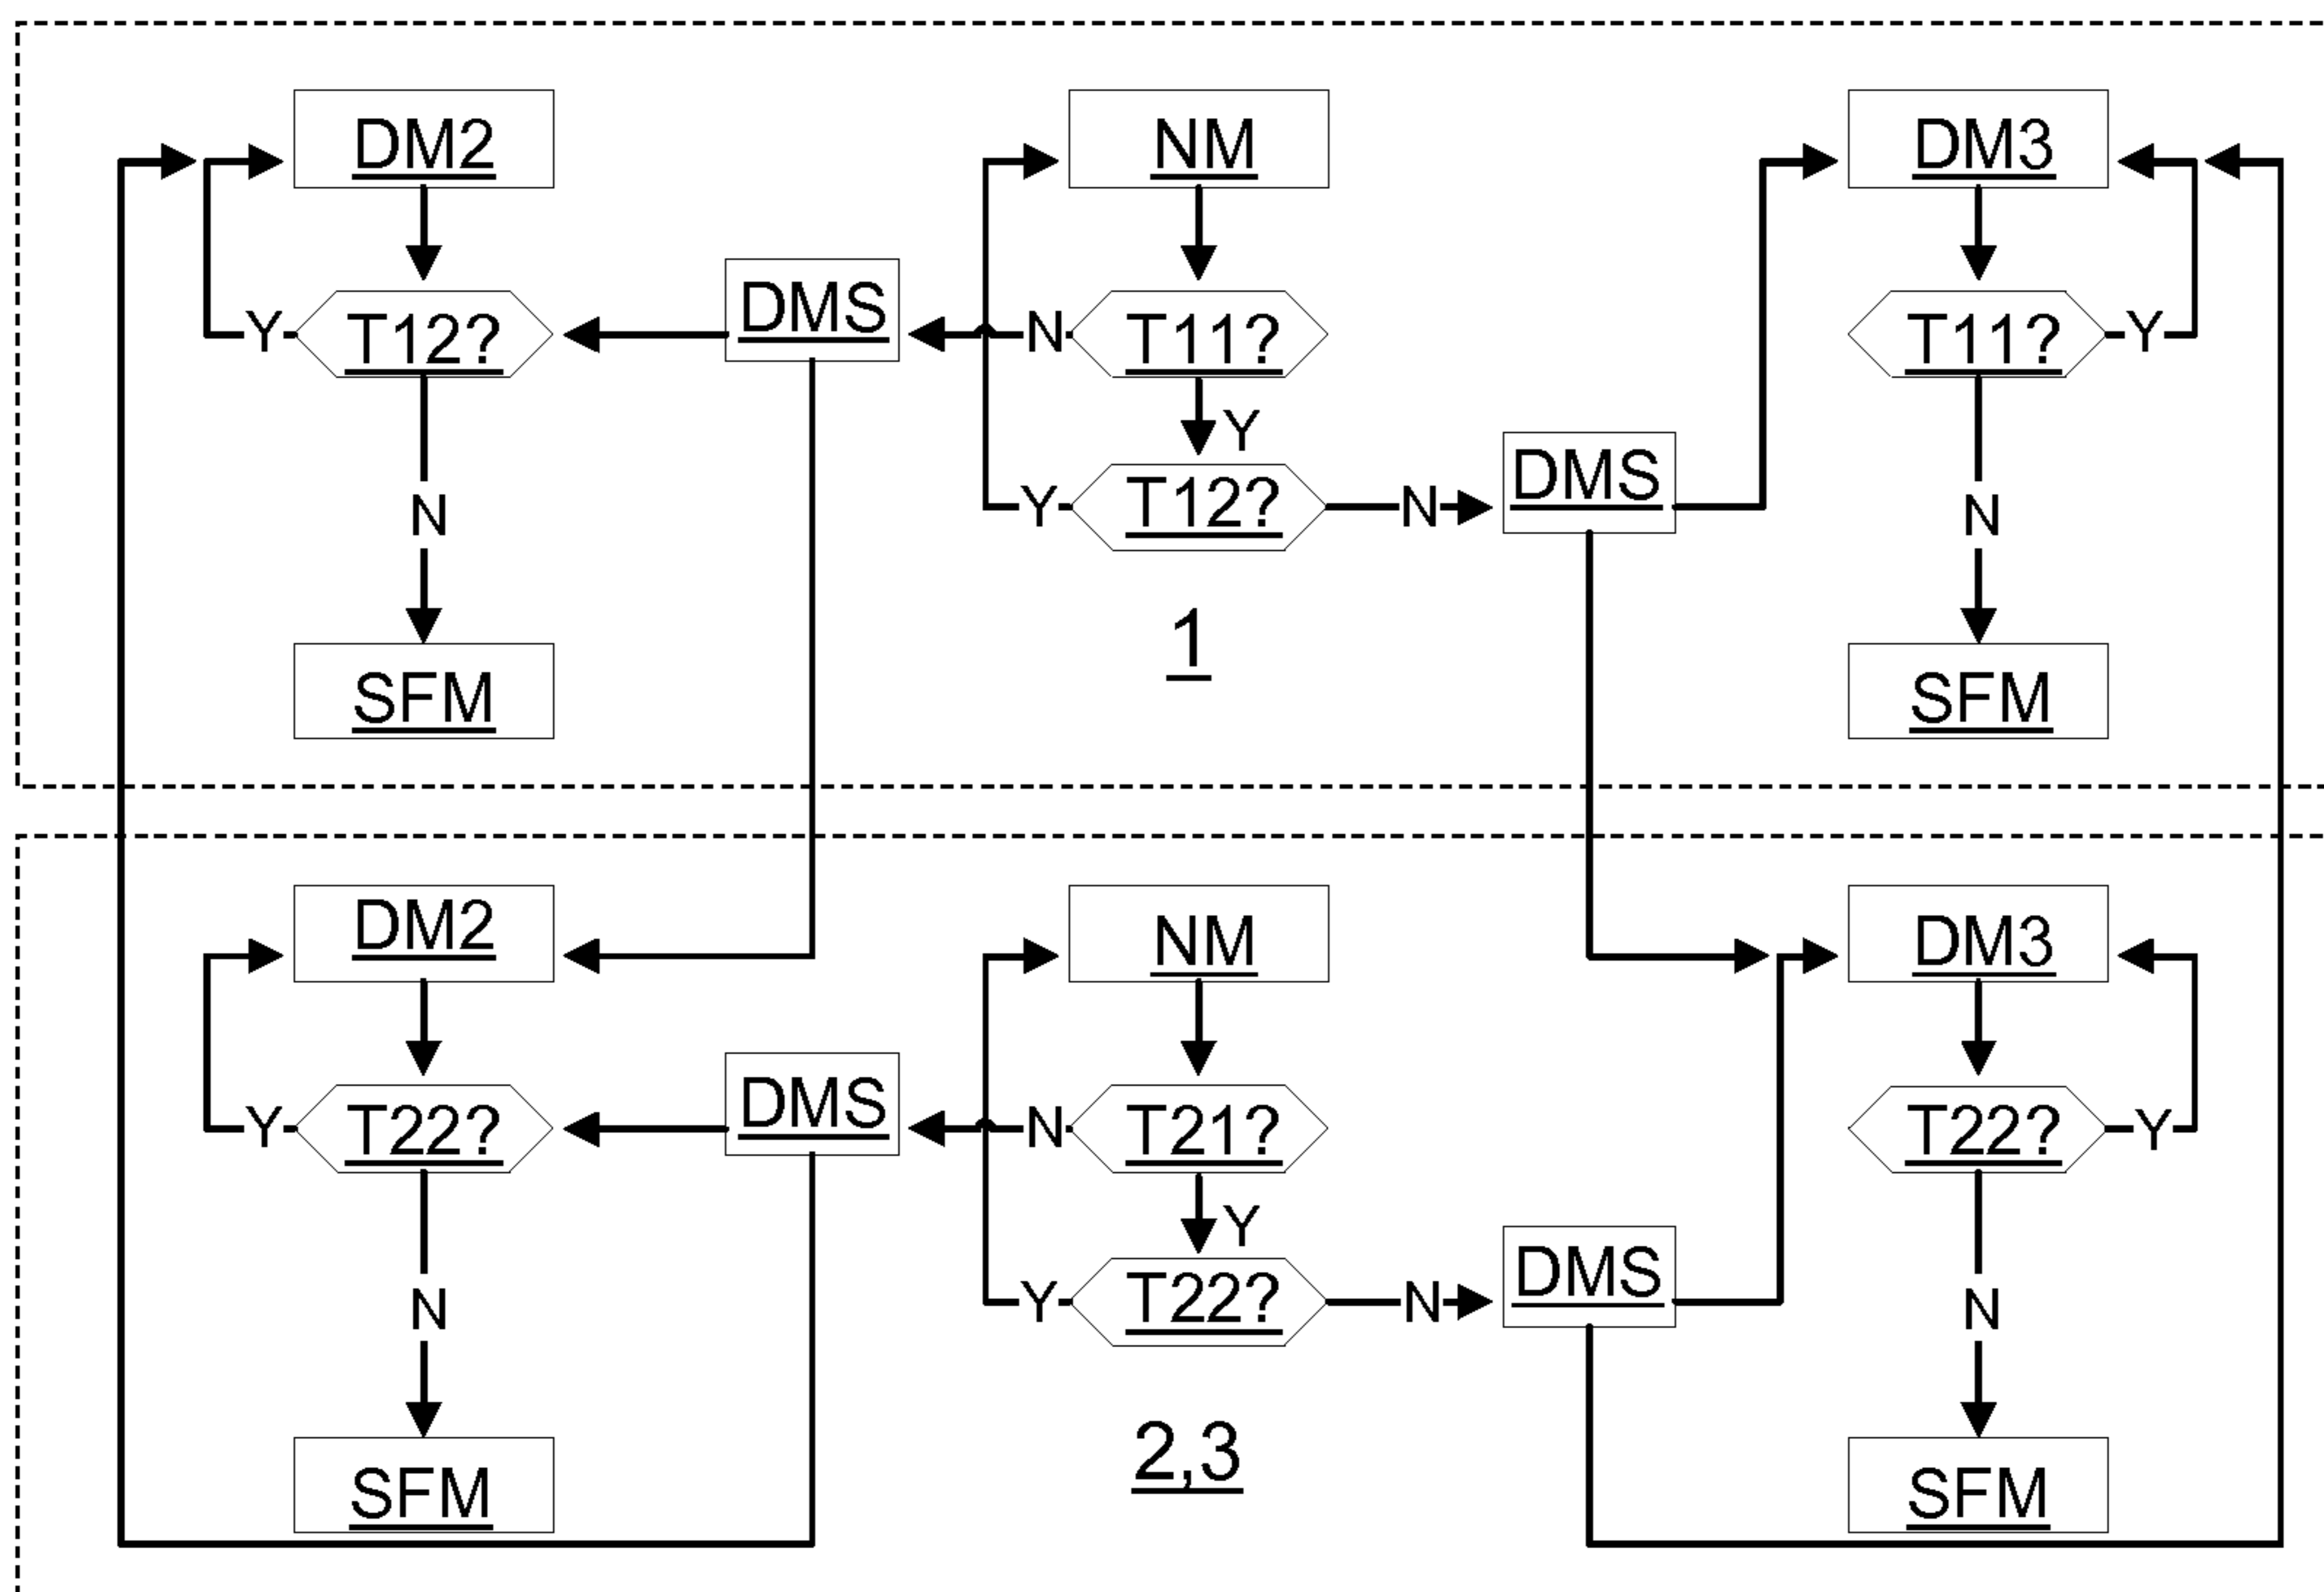 DM2 NM DM3
DMS
Y T12? N T11? T11? Y
Y
DMS
Y T12? N
N N
1
SFM SFM
DM2 NM DM3
DMS
Y T22? N T21? T22? Y
Y
DMS
Y T22? N
N N
2,3
SFM SFM